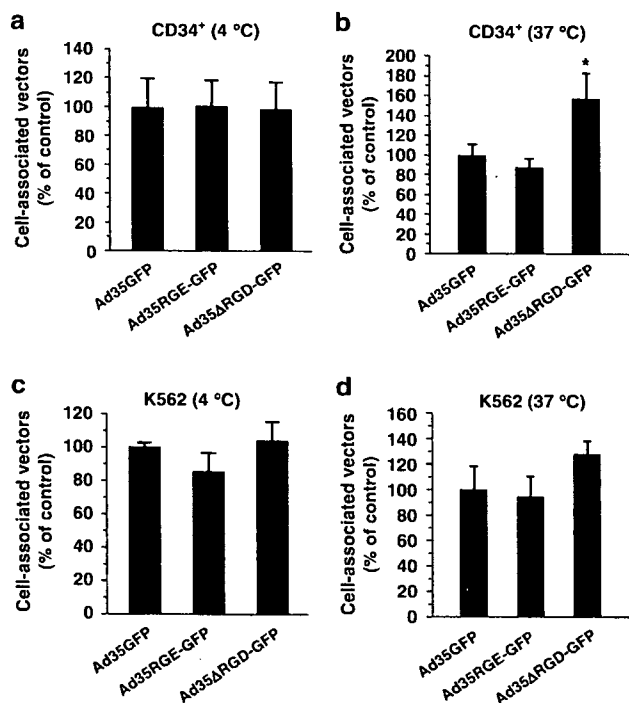 a
CD34⁺ (4 °C)
Cell-associated vectors
(% of control)
140
120
100
80
60
40
20
0
Ad35GFP
Ad35RGE-GFP
Ad35ΔRGD-GFP
b
CD34⁺ (37 °C)
Cell-associated vectors
(% of control)
200
180
160
140
120
100
80
60
40
20
0
*
Ad35GFP
Ad35RGE-GFP
Ad35ΔRGD-GFP
c
K562 (4 °C)
Cell-associated vectors
(% of control)
120
100
80
60
40
20
0
Ad35GFP
Ad35RGE-GFP
Ad35ΔRGD-GFP
d
K562 (37 °C)
Cell-associated vectors
(% of control)
160
140
120
100
80
60
40
20
0
Ad35GFP
Ad35RGE-GFP
Ad35ΔRGD-GFP